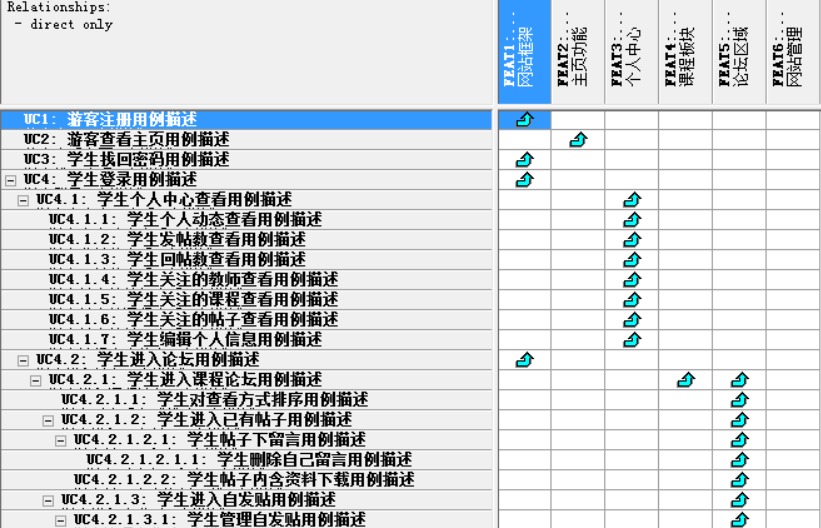 Relationships:
- direct only
FEAT1:...
网站框架
FEAT2:...
主页功能
FEAT3:...
个人中心
FEAT4:...
课程板块
FEAT5:...
论坛区域
FEAT6:...
网站管理
UC1: 游客注册用例描述
UC2: 游客查看主页用例描述
UC3: 学生找回密码用例描述
UC4: 学生登录用例描述
UC4.1: 学生个人中心查看用例描述
UC4.1.1: 学生个人动态查看用例描述
UC4.1.2: 学生发帖数查看用例描述
UC4.1.3: 学生回帖数查看用例描述
UC4.1.4: 学生关注的教师查看用例描述
UC4.1.5: 学生关注的课程查看用例描述
UC4.1.6: 学生关注的帖子查看用例描述
UC4.1.7: 学生编辑个人信息用例描述
UC4.2: 学生进入论坛用例描述
UC4.2.1: 学生进入课程论坛用例描述
UC4.2.1.1: 学生对查看方式排序用例描述
UC4.2.1.2: 学生进入已有帖子用例描述
UC4.2.1.2.1: 学生帖子下留言用例描述
UC4.2.1.2.1.1: 学生删除自己留言用例描述
UC4.2.1.2.2: 学生帖子内含资料下载用例描述
UC4.2.1.3: 学生进入自发贴用例描述
UC4.2.1.3.1: 学生管理自发贴用例描述